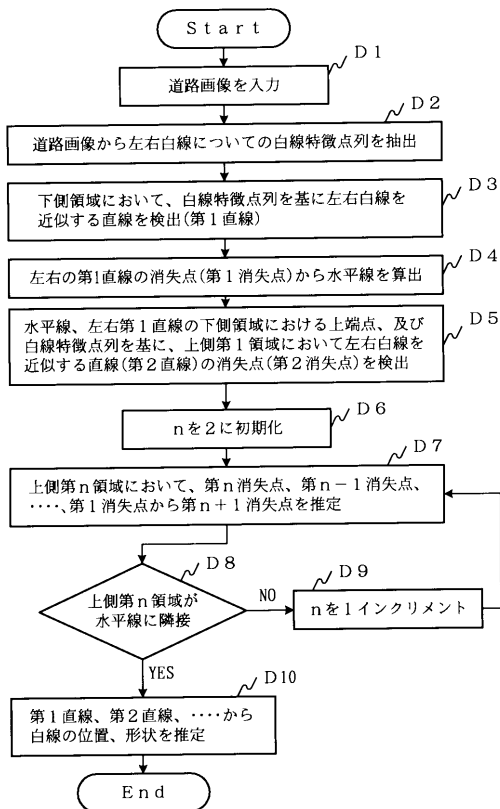 Start
D1
道路画像を入力
D2
道路画像から左右白線についての白線特徴点列を抽出
D3
下側領域において、白線特徴点列を基に左右白線を
近似する直線を検出(第1直線)
D4
左右の第1直線の消失点(第1消失点)から水平線を算出
D5
水平線、左右第1直線の下側領域における上端点、及び
白線特徴点列を基に、上側第1領域において左右白線を
近似する直線(第2直線)の消失点(第2消失点)を検出
D6
nを2に初期化
D7
上側第n領域において、第n消失点、第n－1消失点、
‥‥、第1消失点から第n＋1消失点を推定
D8
上側第n領域が
水平線に隣接
NO
D9
nを1インクリメント
YES
D10
第1直線、第2直線、‥‥から
白線の位置、形状を推定
End